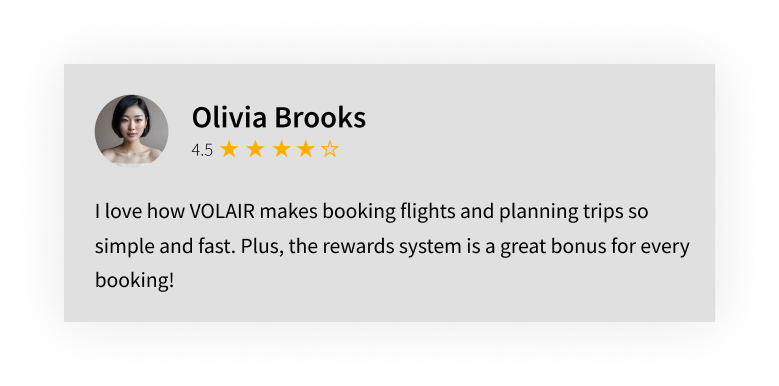 Olivia Brooks
4.5 ★ ★ ★ ★ ☆
I love how VOLAIR makes booking flights and planning trips so
simple and fast. Plus, the rewards system is a great bonus for every
booking!